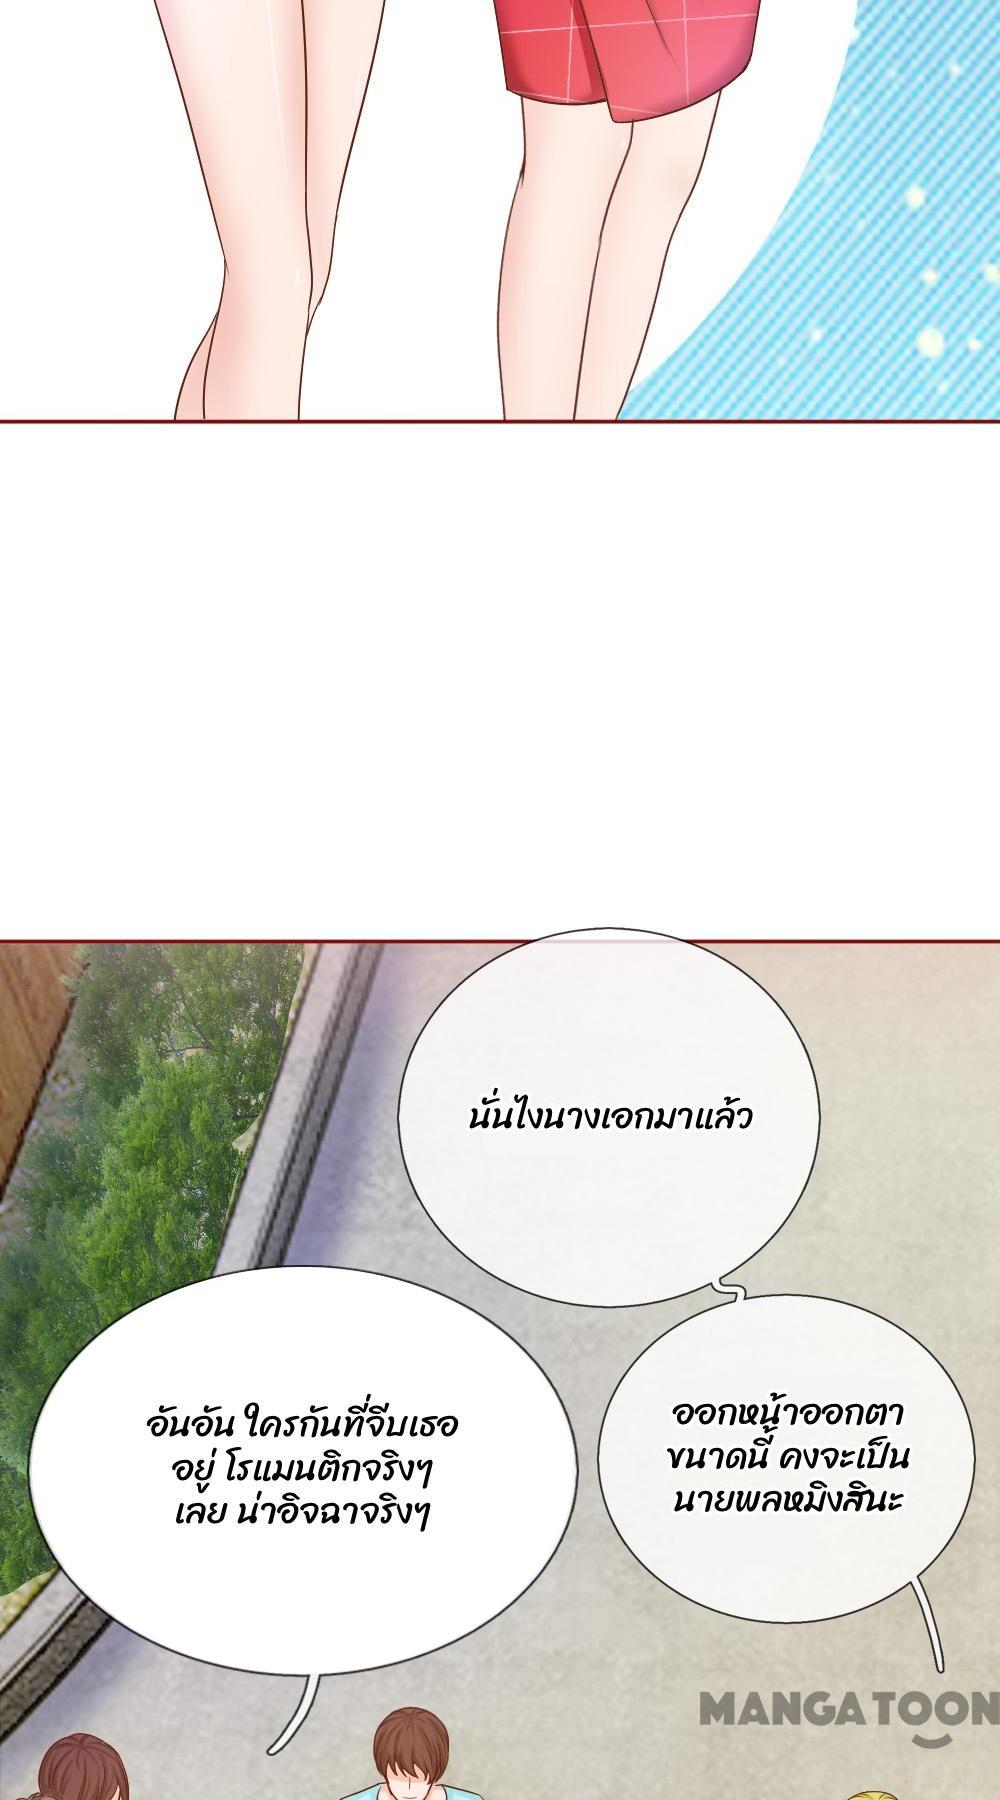 นั่นไงนางเอกมาแล้ว
อันอัน ใครกันที่จีบเธอ
อยู่ โรแมนติกจริงๆ
เลย น่าอิจฉาจริงๆ
ออกหน้าออกตา
ขนาดนี้ คงจะเป็น
นายพลหมิงสินะ
MANGATOON